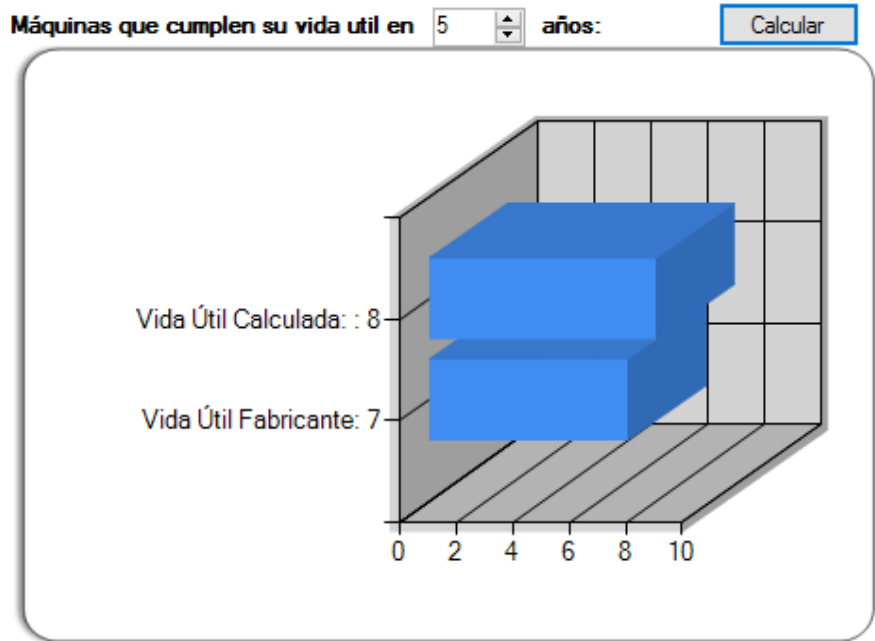 Máquinas que cumplen su vida util en 5 años: Calcular
Vida Útil Calculada: : 8
Vida Útil Fabricante: 7
0 2 4 6 8 10